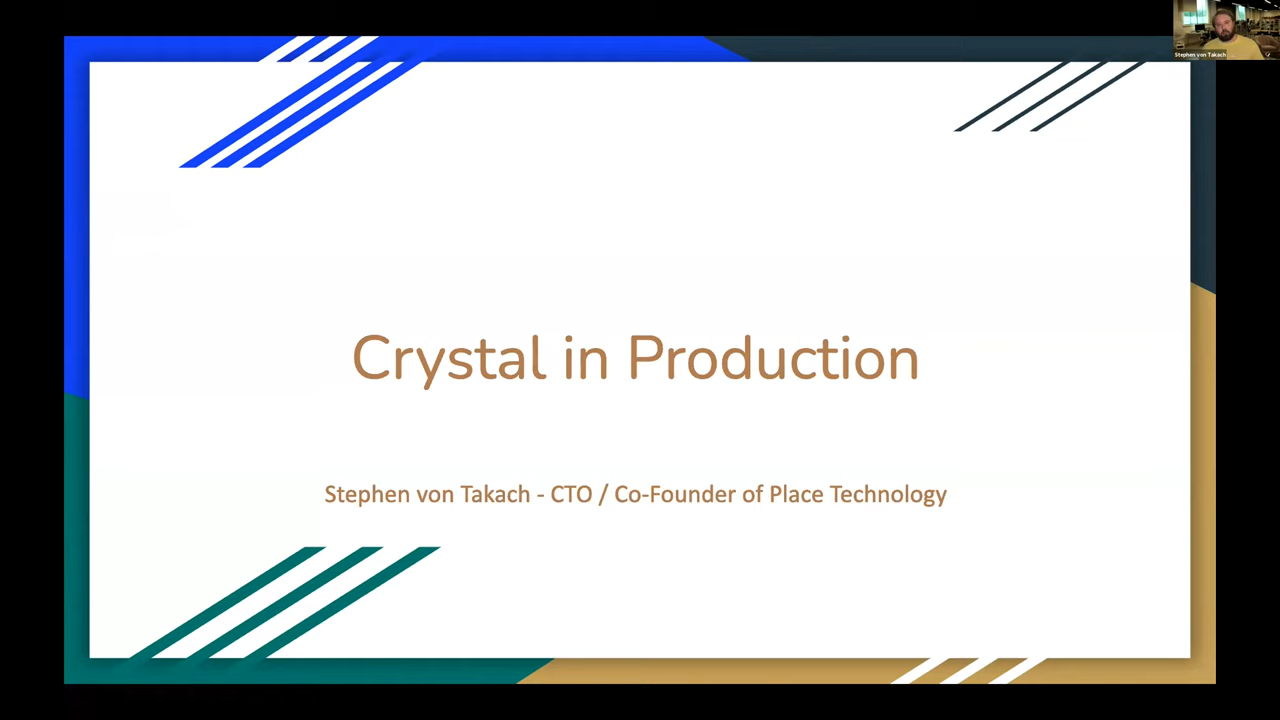 Stephen von Takach
Crystal in Production
Stephen von Takach - CTO / Co-Founder of Place Technology